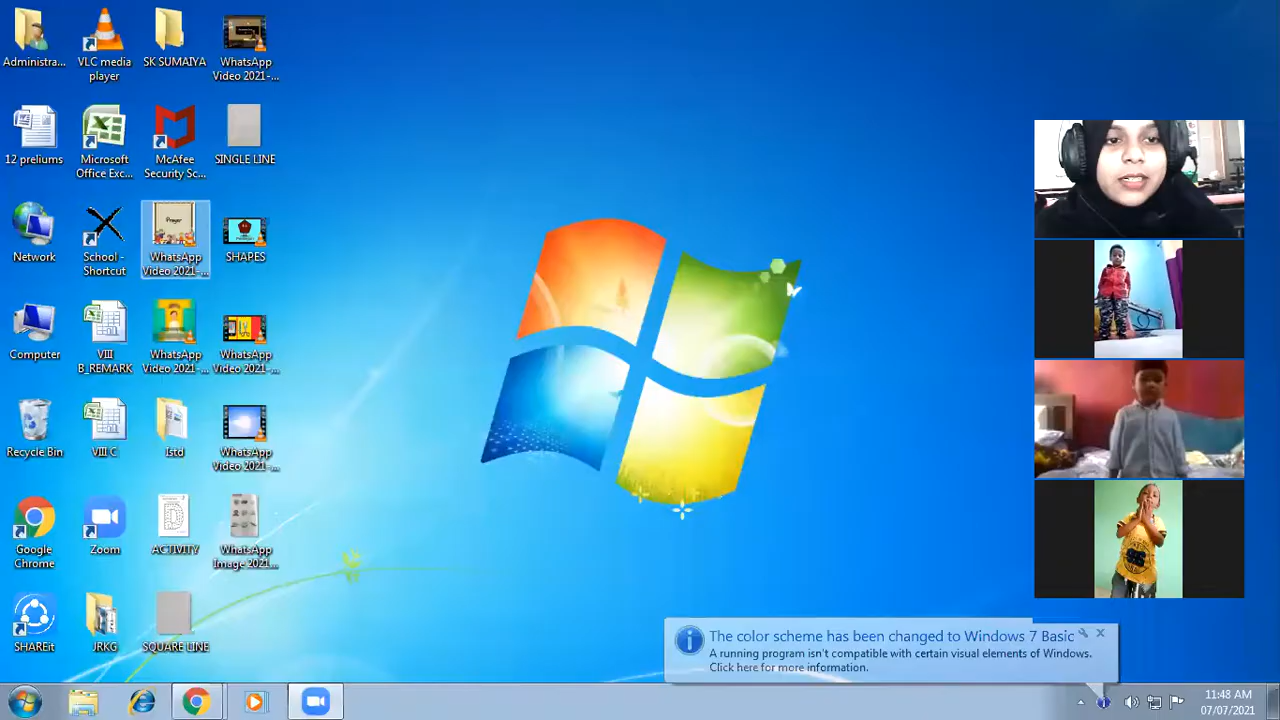 Administra...
VLC media
player
SK SUMAIYA
WhatsApp
Video 2021-...
12 preliums
Microsoft
Office Exc...
McAfee
Security Sc...
SINGLE LINE
Network
School -
Shortcut
Prayer
WhatsApp
Video 2021-...
SHAPES
Computer
VIII
B_REMARK
WhatsApp
Video 2021-...
WhatsApp
Video 2021-...
Recycle Bin
VIII C
Istd
WhatsApp
Video 2021-...
Google
Chrome
Zoom
ACTIVITY
WhatsApp
Image 2021...
SHAREit
JRKG
SQUARE LINE
The color scheme has been changed to Windows 7 Basic
A running program isn't compatible with certain visual elements of Windows.
Click here for more information.
11:48 AM
07/07/2021